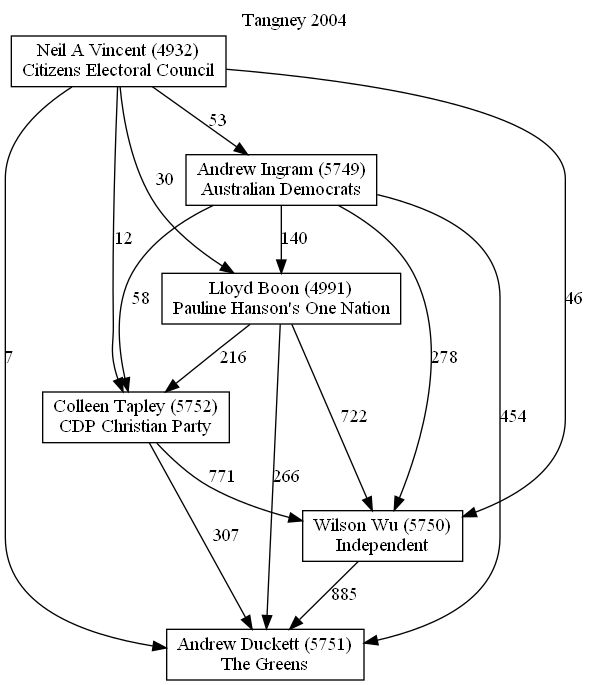 Tangney 2004
Neil A Vincent (4932)
Citizens Electoral Council
53
Andrew Ingram (5749)
Australian Democrats
30
12
140
Lloyd Boon (4991)
Pauline Hanson's One Nation
58
46
7
216
278
Colleen Tapley (5752)
CDP Christian Party
722
454
771
266
Wilson Wu (5750)
Independent
307
885
Andrew Duckett (5751)
The Greens